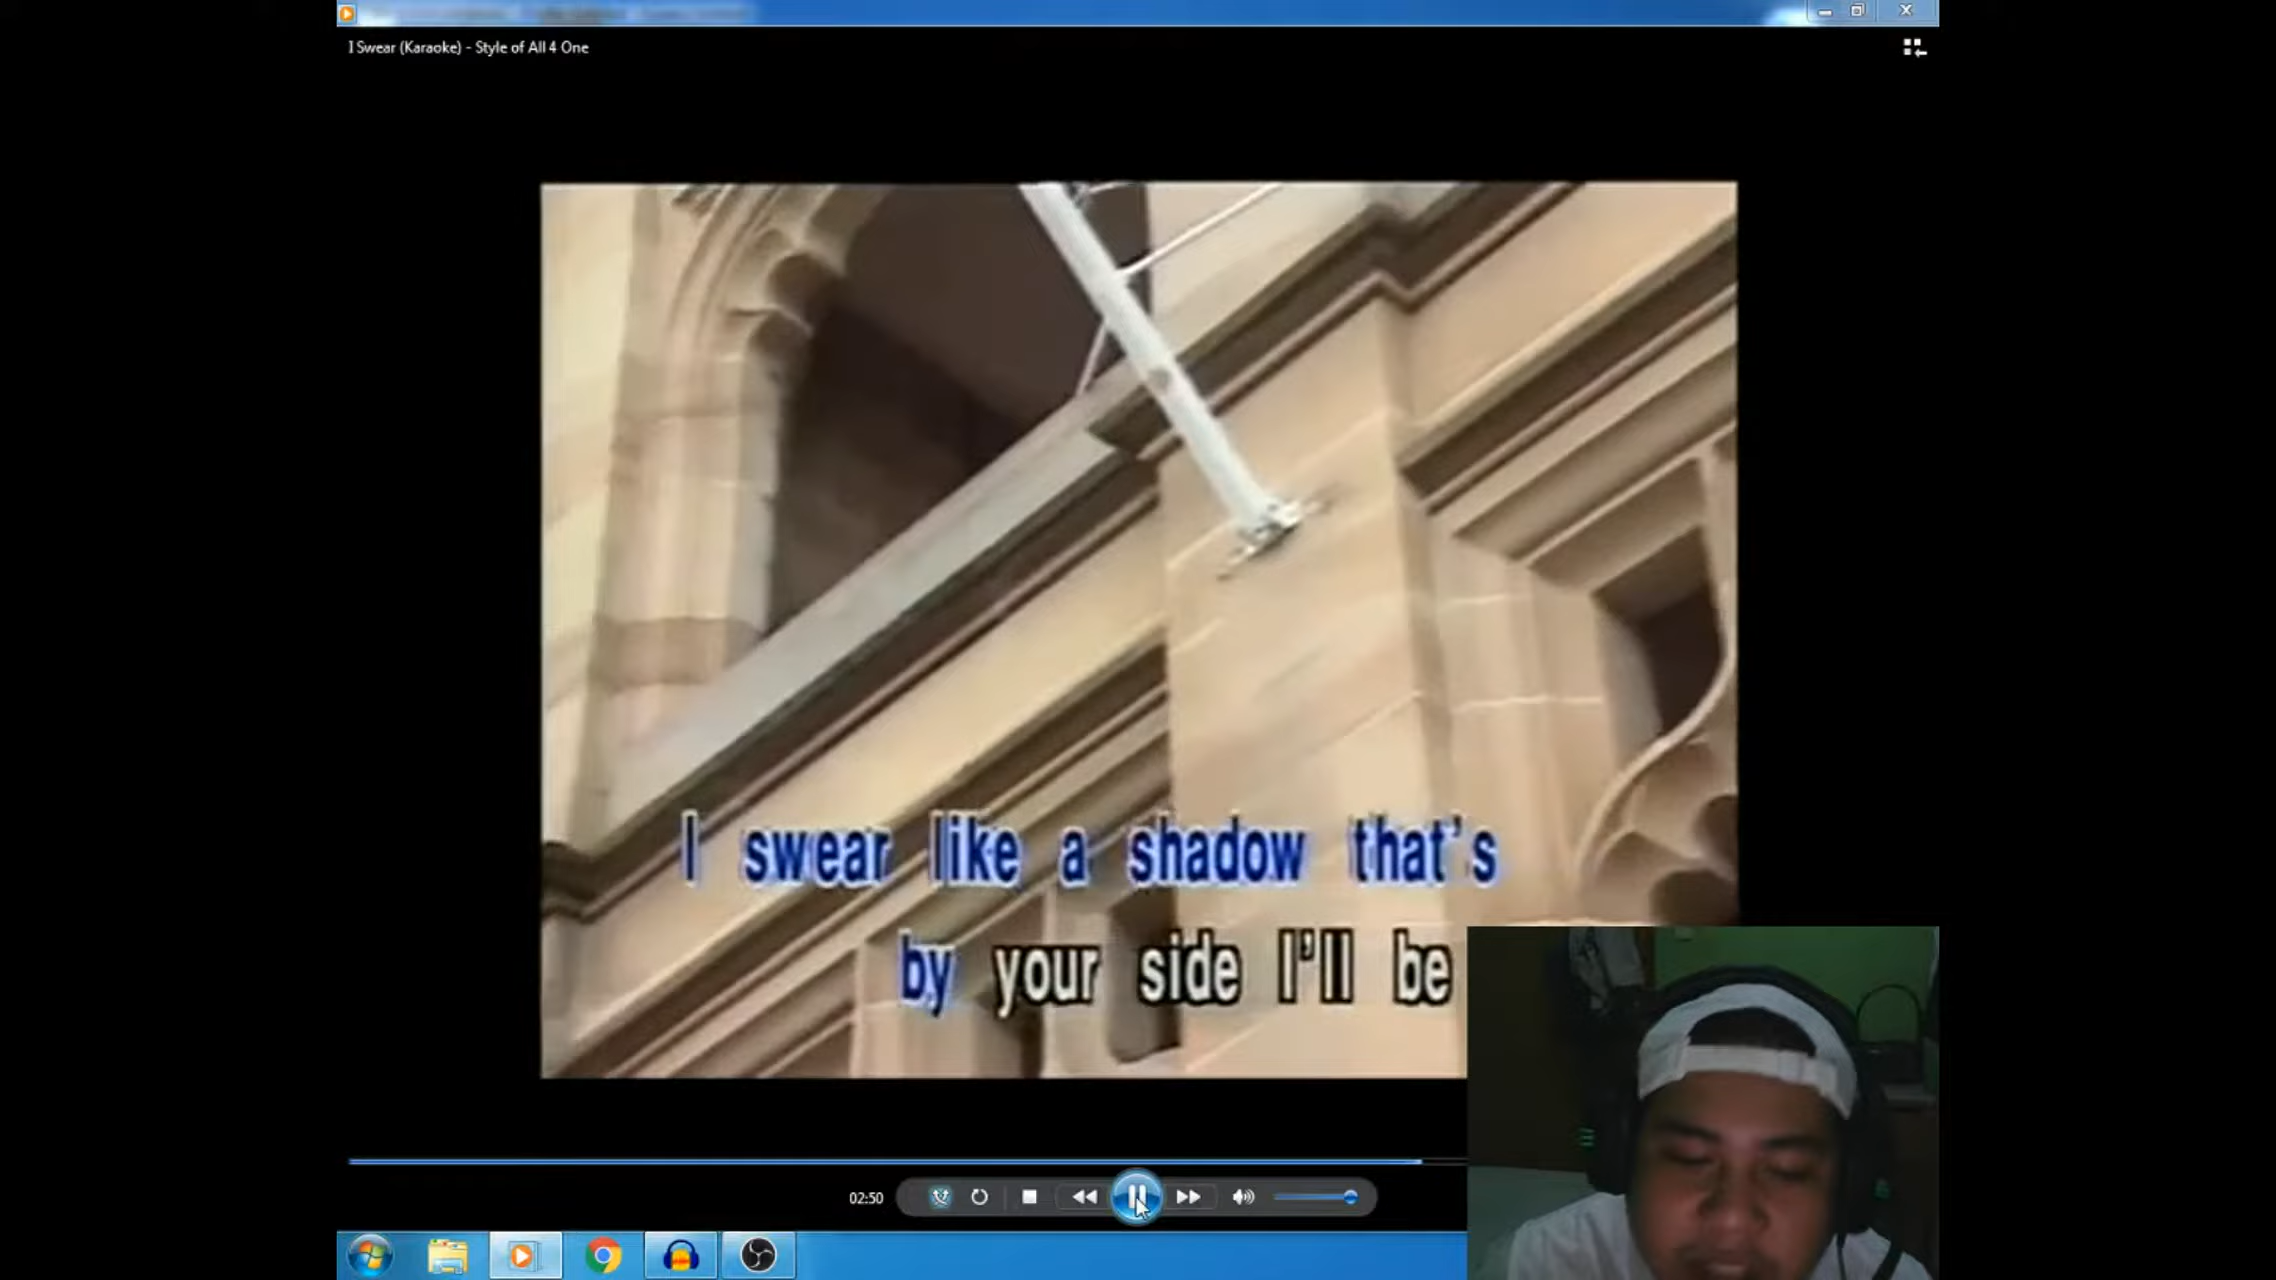 I Swear (Karaoke) - Style of All 4 One
I swear like a shadow that's
by your side I'll be
02:50